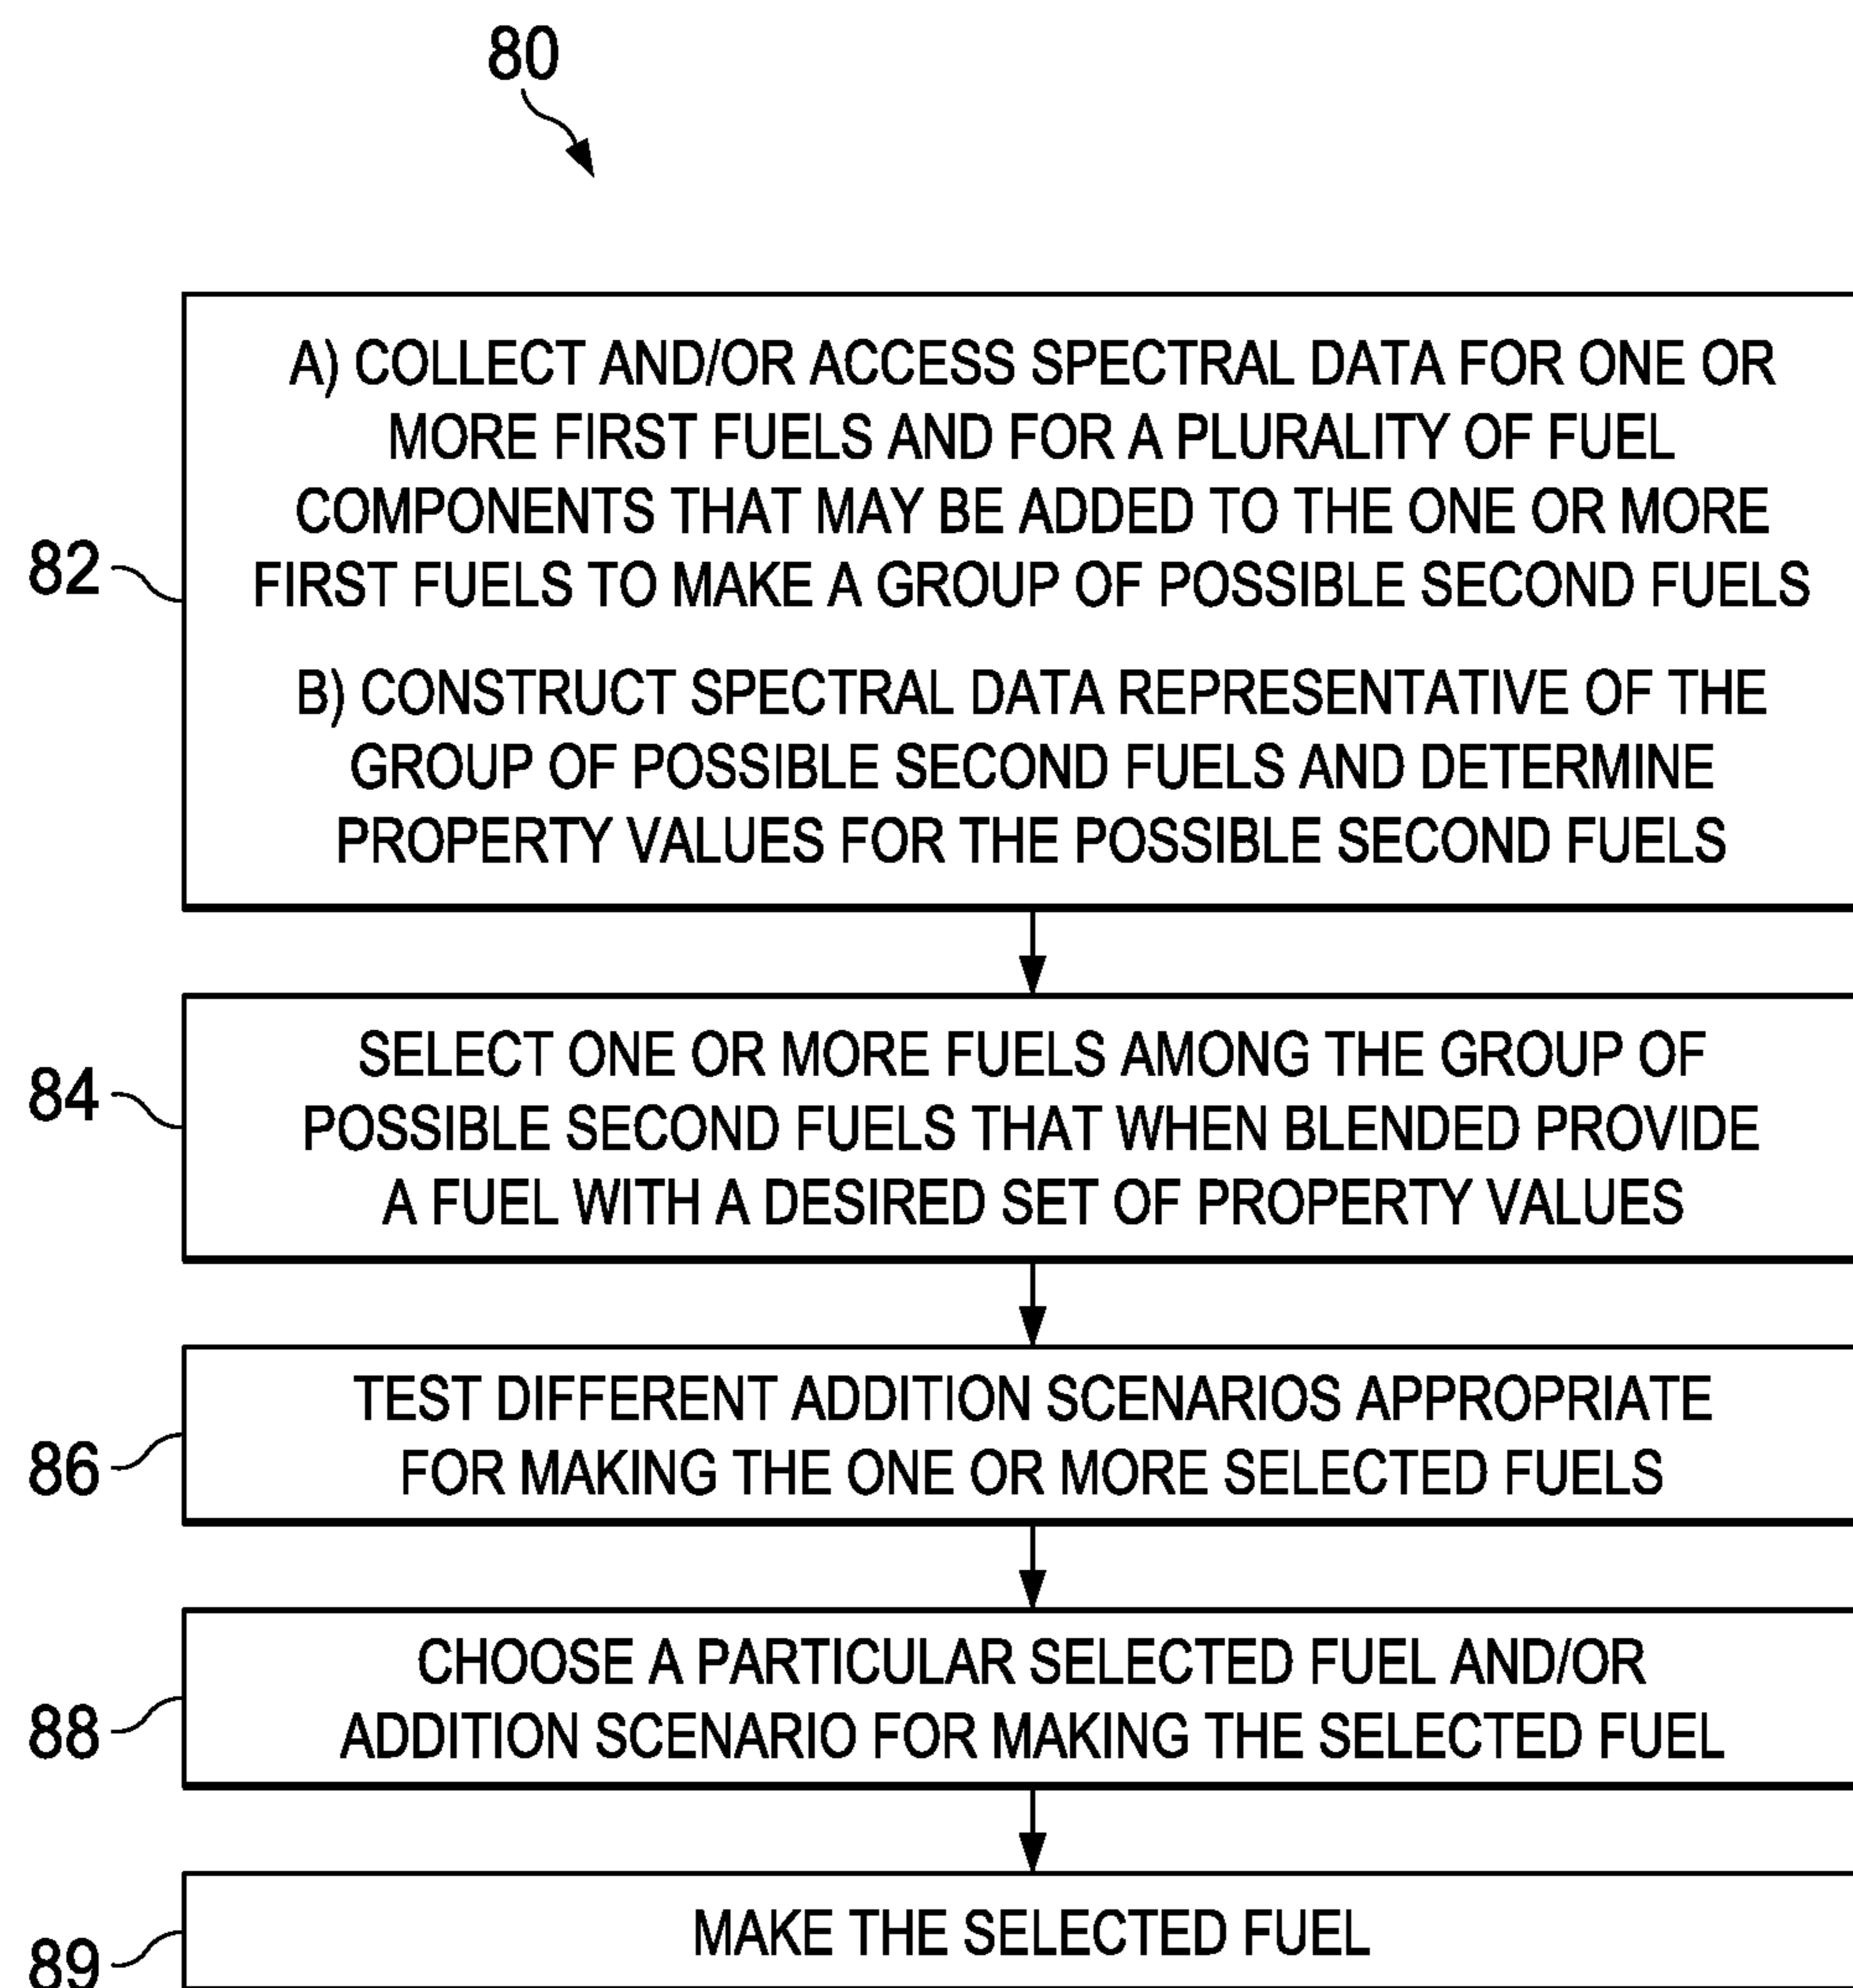 80
A) COLLECT AND/OR ACCESS SPECTRAL DATA FOR ONE OR
MORE FIRST FUELS AND FOR A PLURALITY OF FUEL
COMPONENTS THAT MAY BE ADDED TO THE ONE OR MORE
FIRST FUELS TO MAKE A GROUP OF POSSIBLE SECOND FUELS
82
B) CONSTRUCT SPECTRAL DATA REPRESENTATIVE OF THE
GROUP OF POSSIBLE SECOND FUELS AND DETERMINE
PROPERTY VALUES FOR THE POSSIBLE SECOND FUELS
84
SELECT ONE OR MORE FUELS AMONG THE GROUP OF
POSSIBLE SECOND FUELS THAT WHEN BLENDED PROVIDE
A FUEL WITH A DESIRED SET OF PROPERTY VALUES
86
TEST DIFFERENT ADDITION SCENARIOS APPROPRIATE
FOR MAKING THE ONE OR MORE SELECTED FUELS
88
CHOOSE A PARTICULAR SELECTED FUEL AND/OR
ADDITION SCENARIO FOR MAKING THE SELECTED FUEL
89
MAKE THE SELECTED FUEL